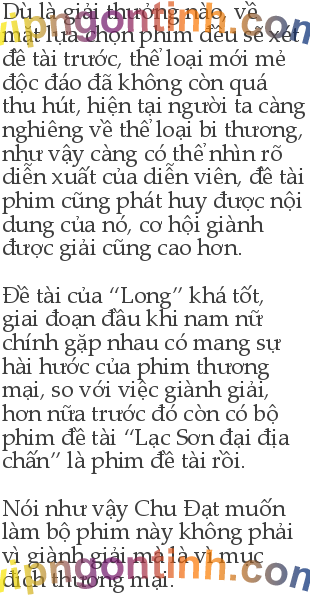 Dù là giải thưởng nào, về
mặt lựa chọn phim đều sẽ xét
đề tài trước, thể loại mới mẻ
độc đáo đã không còn quá
thu hút, hiện tại người ta càng
nghiêng về thể loại bi thương,
như vậy càng có thể nhìn rõ
diễn xuất của diễn viên, đề tài
phim cũng phát huy được nội
dung của nó, cơ hội giành
được giải cũng cao hơn.
Đề tài của “Long” khá tốt,
giai đoạn đầu khi nam nữ
chính gặp nhau có mang sự
hài hước của phim thương
mại, so với việc giành giải,
hơn nữa trước đó còn có bộ
phim đề tài “Lạc Sơn đại địa
chấn” là phim đề tài rồi.
Nói như vậy Chu Đạt muốn
làm bộ phim này không phải
vì giành giải mà là vì mục
đích thương mại.
vipngontinh.com
vipngontinh.com